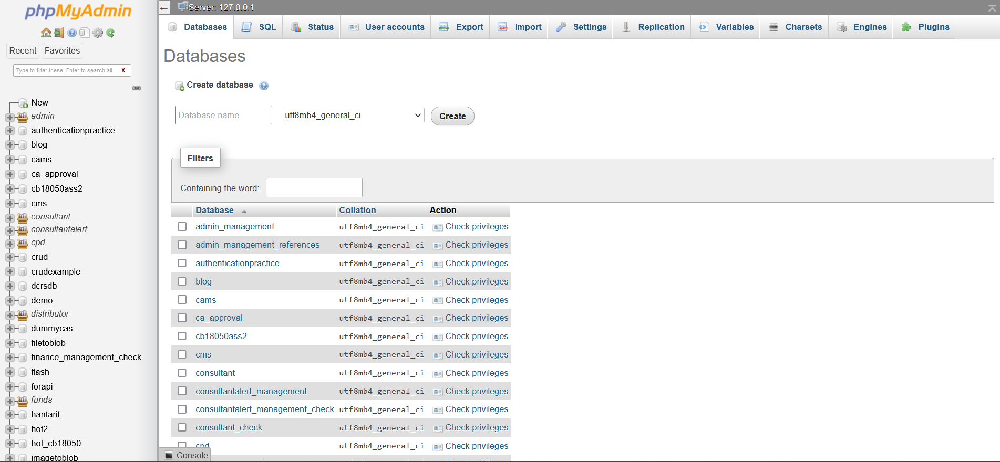 phpMyAdmin
Recent Favorites
Type to filter these, Enter to search all X
New
admin
authenticationpractice
blog
cams
ca_approval
cb18050ass2
cms
consultant
consultantalert
cpd
crud
crudexample
dcrsdb
demo
distributor
dummycas
filetoblob
finance_management_check
flash
forapi
funds
hantarit
hot2
hot_cb18050
imagetoblob
Server: 127.0.0.1
Databases SQL Status User accounts Export Import Settings Replication Variables Charsets Engines Plugins
Databases
Create database
Database name utf8mb4_general_ci Create
Filters
Containing the word:
Database Collation Action
admin_management utf8mb4_general_ci Check privileges
admin_management_references utf8mb4_general_ci Check privileges
authenticationpractice utf8mb4_general_ci Check privileges
blog utf8mb4_general_ci Check privileges
cams utf8mb4_general_ci Check privileges
ca_approval utf8mb4_general_ci Check privileges
cb18050ass2 utf8mb4_general_ci Check privileges
cms utf8mb4_general_ci Check privileges
consultant utf8mb4_general_ci Check privileges
consultantalert_management utf8mb4_general_ci Check privileges
consultantalert_management_check utf8mb4_general_ci Check privileges
consultant_check utf8mb4_general_ci Check privileges
cpd utf8mb4_general_ci Check privileges
Console